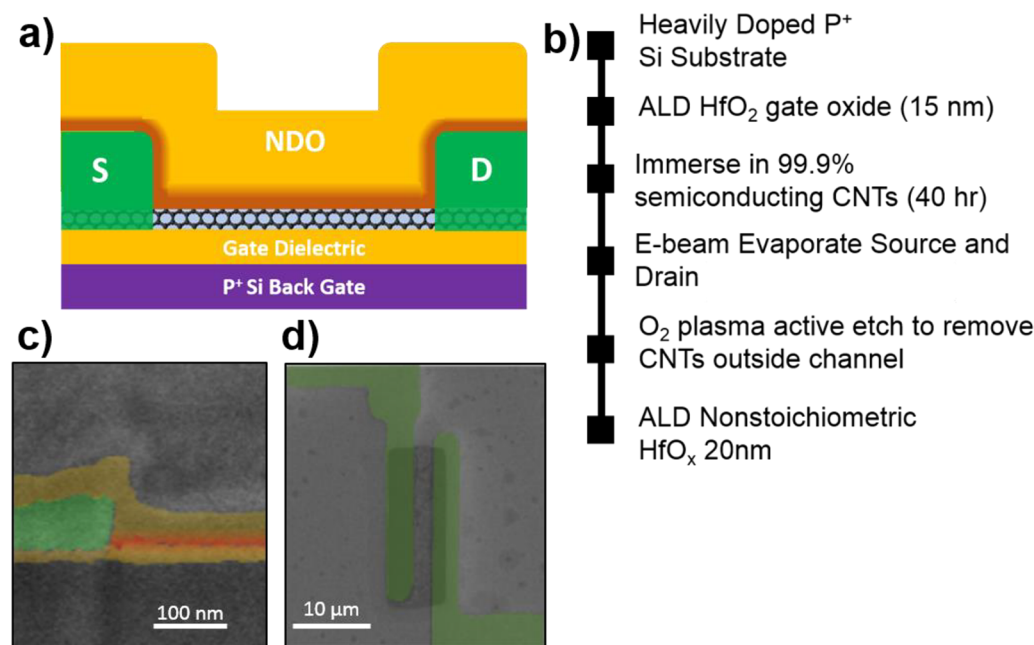 a)
NDO
S
D
Gate Dielectric
P⁺ Si Back Gate
b)
Heavily Doped P⁺
Si Substrate
ALD HfO₂ gate oxide (15 nm)
Immerse in 99.9%
semiconducting CNTs (40 hr)
E-beam Evaporate Source and
Drain
O₂ plasma active etch to remove
CNTs outside channel
ALD Nonstoichiometric
HfOₓ 20nm
c)
100 nm
d)
10 µm